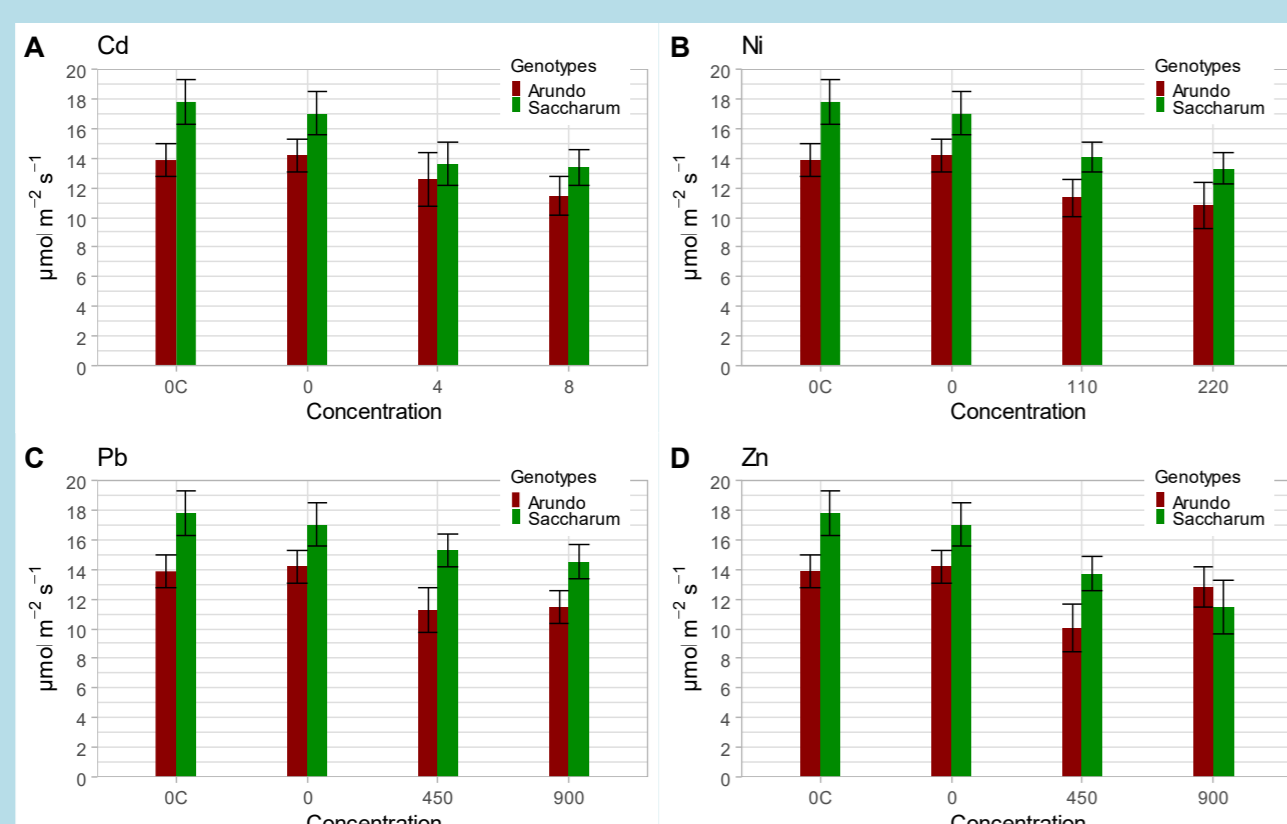 A Cd
Genotypes
Arundo
Saccharum
20
18
16
14
12
10
8
6
4
2
0
µmol m−2 s−1
0C 0 4 8
Concentration
B Ni
Genotypes
Arundo
Saccharum
20
18
16
14
12
10
8
6
4
2
0
µmol m−2 s−1
0C 0 110 220
Concentration
C Pb
Genotypes
Arundo
Saccharum
20
18
16
14
12
10
8
6
4
2
0
µmol m−2 s−1
0C 0 450 900
Concentration
D Zn
Genotypes
Arundo
Saccharum
20
18
16
14
12
10
8
6
4
2
0
µmol m−2 s−1
0C 0 450 900
Concentration